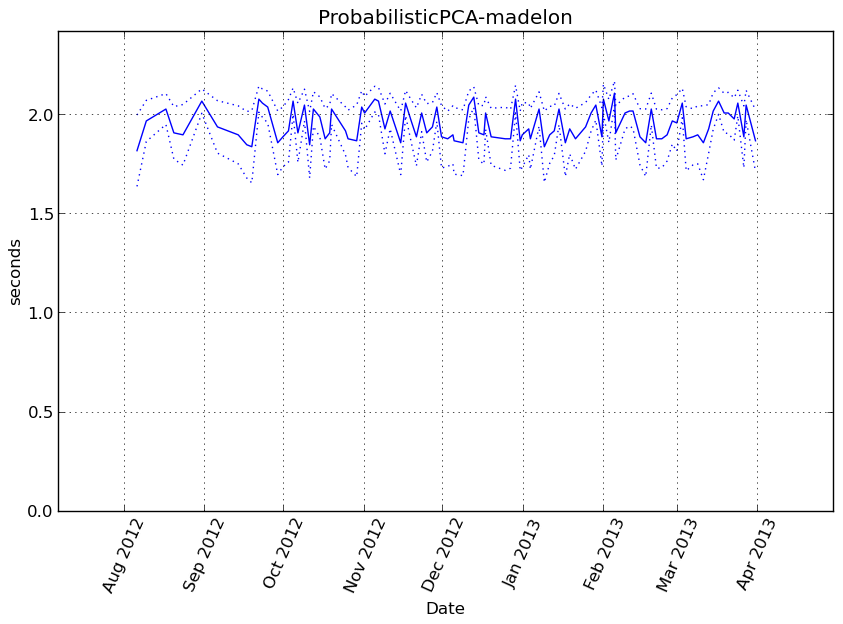 ProbabilisticPCA-madelon
seconds
2.0
1.5
1.0
0.5
0.0
Aug 2012
Sep 2012
Oct 2012
Nov 2012
Dec 2012
Jan 2013
Feb 2013
Mar 2013
Apr 2013
Date